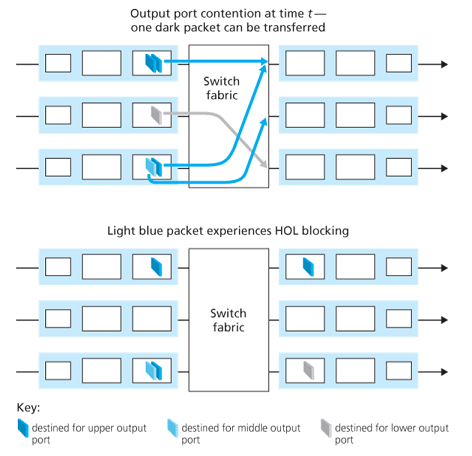 Output port contention at time t—
one dark packet can be transferred
Switch
fabric
Light blue packet experiences HOL blocking
Switch
fabric
Key:
destined for upper output
port
destined for middle output
port
destined for lower output
port